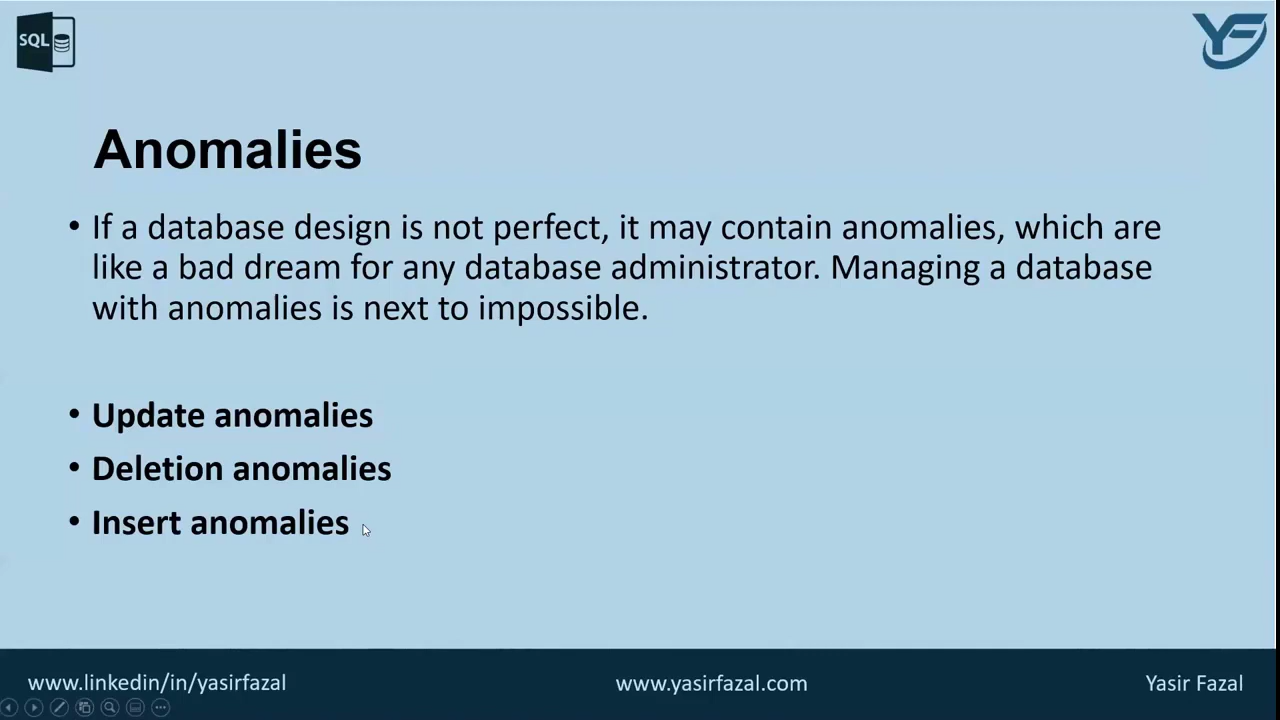 SQL
YF
Anomalies
• If a database design is not perfect, it may contain anomalies, which are
like a bad dream for any database administrator. Managing a database
with anomalies is next to impossible.
• Update anomalies
• Deletion anomalies
• Insert anomalies
www.linkedin/in/yasirfazal www.yasirfazal.com Yasir Fazal